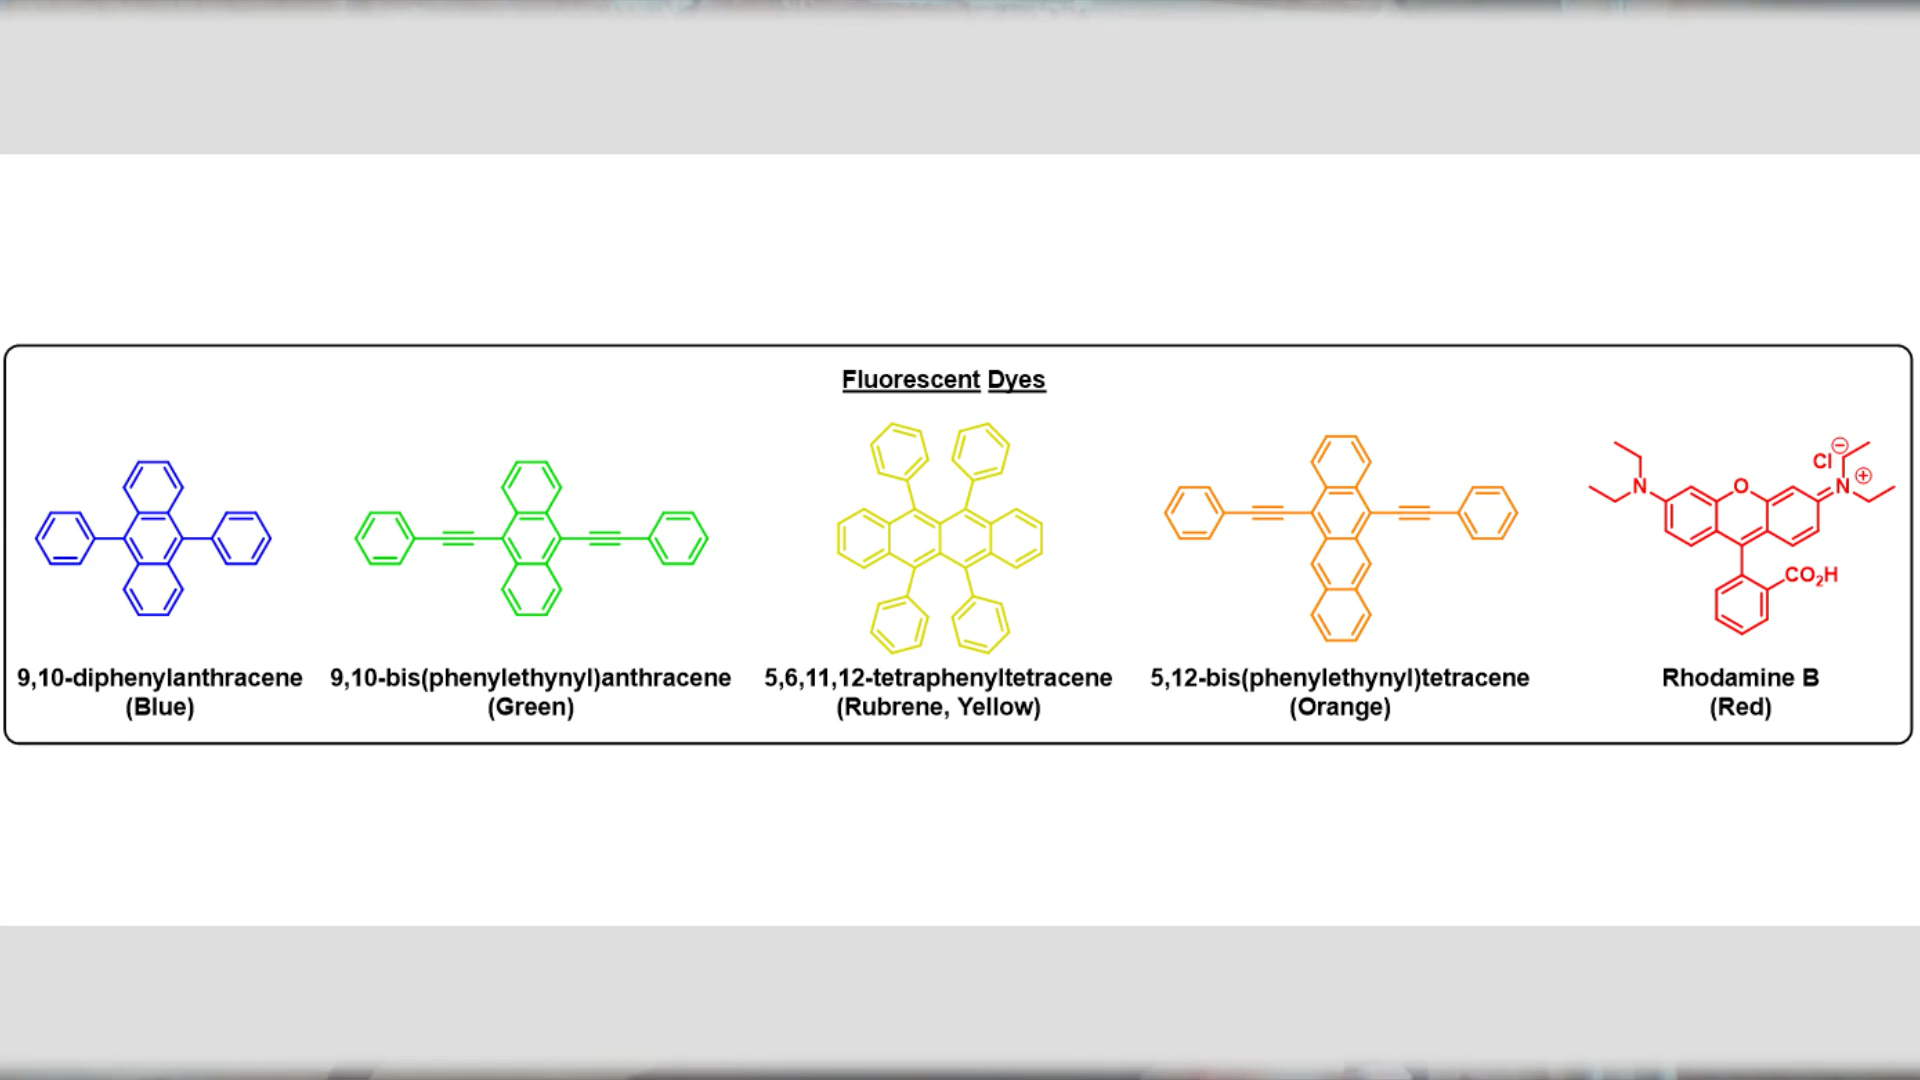 Fluorescent Dyes
Cl ⊖
N
O
N ⊕
CO₂H
9,10-diphenylanthracene
(Blue)
9,10-bis(phenylethynyl)anthracene
(Green)
5,6,11,12-tetraphenyltetracene
(Rubrene, Yellow)
5,12-bis(phenylethynyl)tetracene
(Orange)
Rhodamine B
(Red)